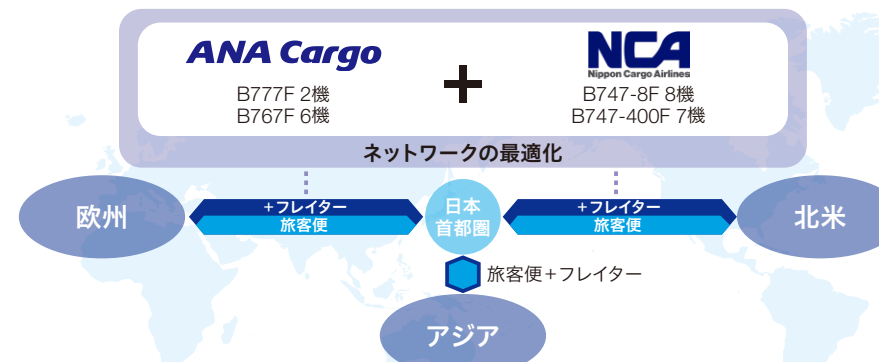 ANA Cargo
B777F 2機
B767F 6機
+
NCA
Nippon Cargo Airlines
B747-8F 8機
B747-400F 7機
ネットワークの最適化
欧州
+フレイター
旅客便
日本
首都圏
+フレイター
旅客便
北米
旅客便+フレイター
アジア